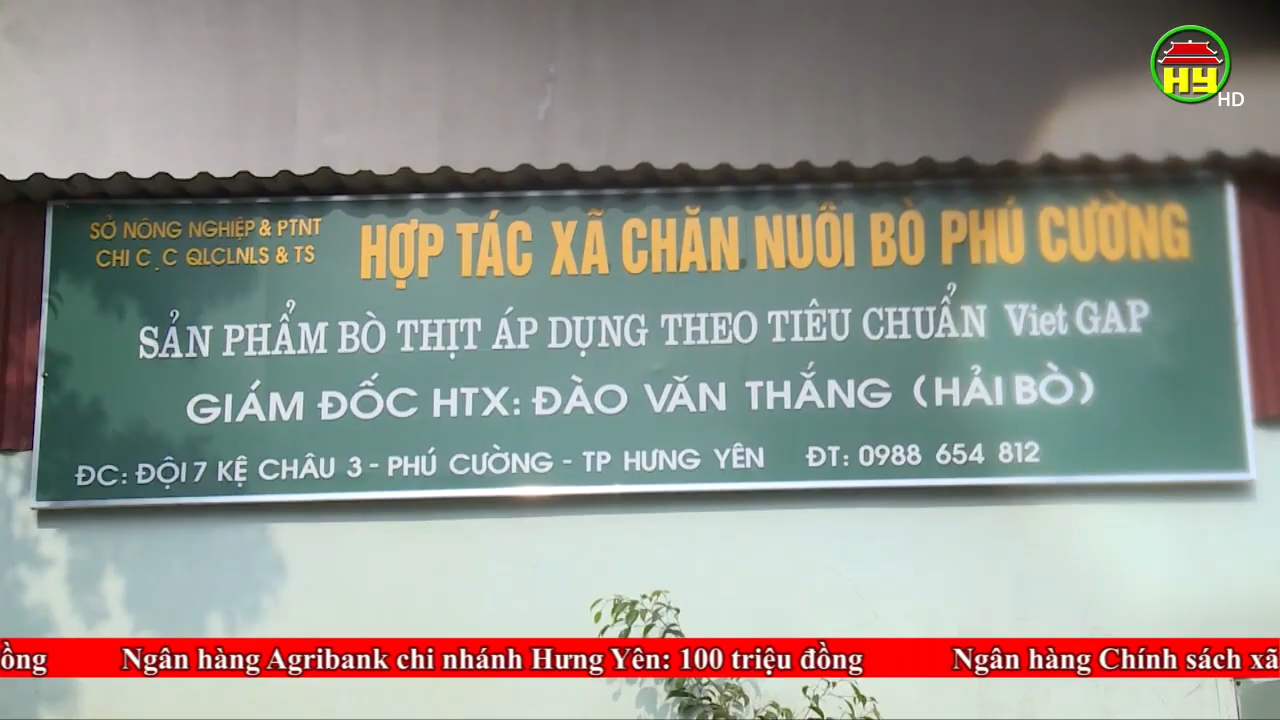 HY
HD
SỞ NÔNG NGHIỆP & PTNT
CHI C C QLCLNLS & TS
HỢP TÁC XÃ CHĂN NUÔI BÒ PHÚ CƯỜNG
SẢN PHẨM BÒ THỊT ÁP DỤNG THEO TIÊU CHUẨN Viet GAP
GIÁM ĐỐC HTX: ĐÀO VĂN THẮNG (HẢI BÒ)
ĐC: ĐỘI 7 KỆ CHÂU 3 - PHÚ CƯỜNG - TP HƯNG YÊN ĐT: 0988 654 812
ồng Ngân hàng Agribank chi nhánh Hưng Yên: 100 triệu đồng Ngân hàng Chính sách xã